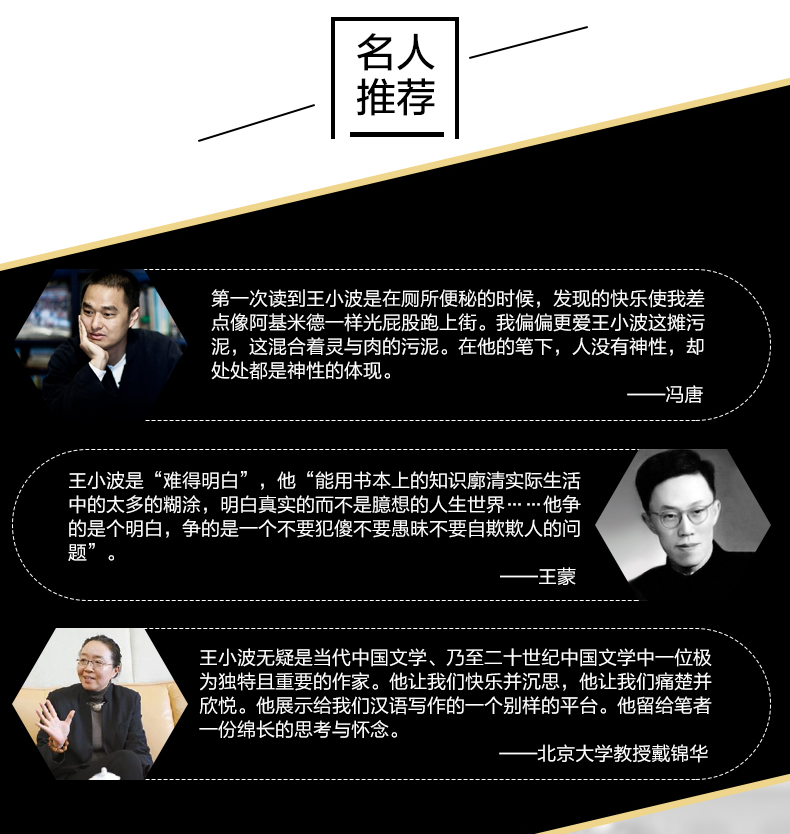 名人
推荐
第一次读到王小波是在厕所便秘的时候，发现的快乐使我差
点像阿基米德一样光屁股跑上街。我偏偏更爱王小波这摊污
泥，这混合着灵与肉的污泥。在他的笔下，人没有神性，却
处处都是神性的体现。
——冯唐
王小波是“难得明白”，他“能用书本上的知识廓清实际生活
中的太多的糊涂，明白真实的而不是臆想的人生世界……他争
的是个明白，争的是一个不要犯傻不要愚昧不要自欺欺人的问
题”。
——王蒙
王小波无疑是当代中国文学、乃至二十世纪中国文学中一位极
为独特且重要的作家。他让我们快乐并沉思，他让我们痛楚并
欣悦。他展示给我们汉语写作的一个别样的平台。他留给笔者
一份绵长的思考与怀念。
——北京大学教授戴锦华